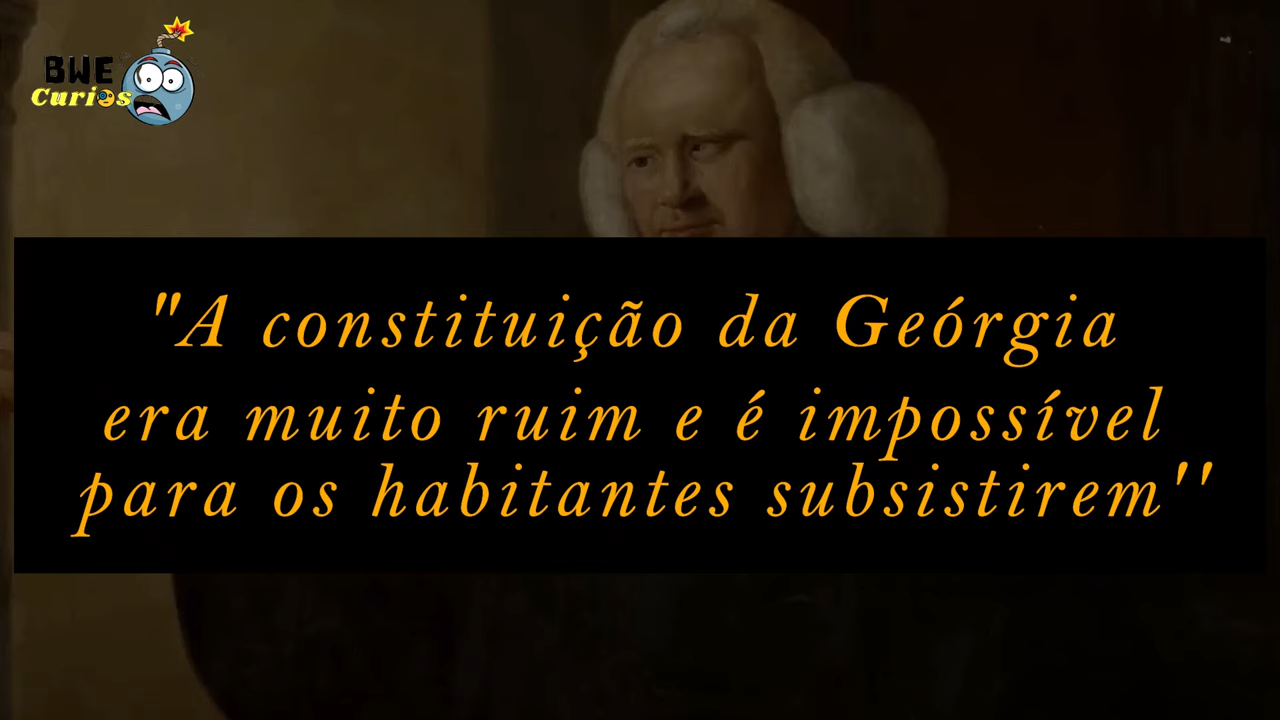 BWE
Curios
"A constituição da Geórgia
era muito ruim e é impossível
para os habitantes subsistirem''